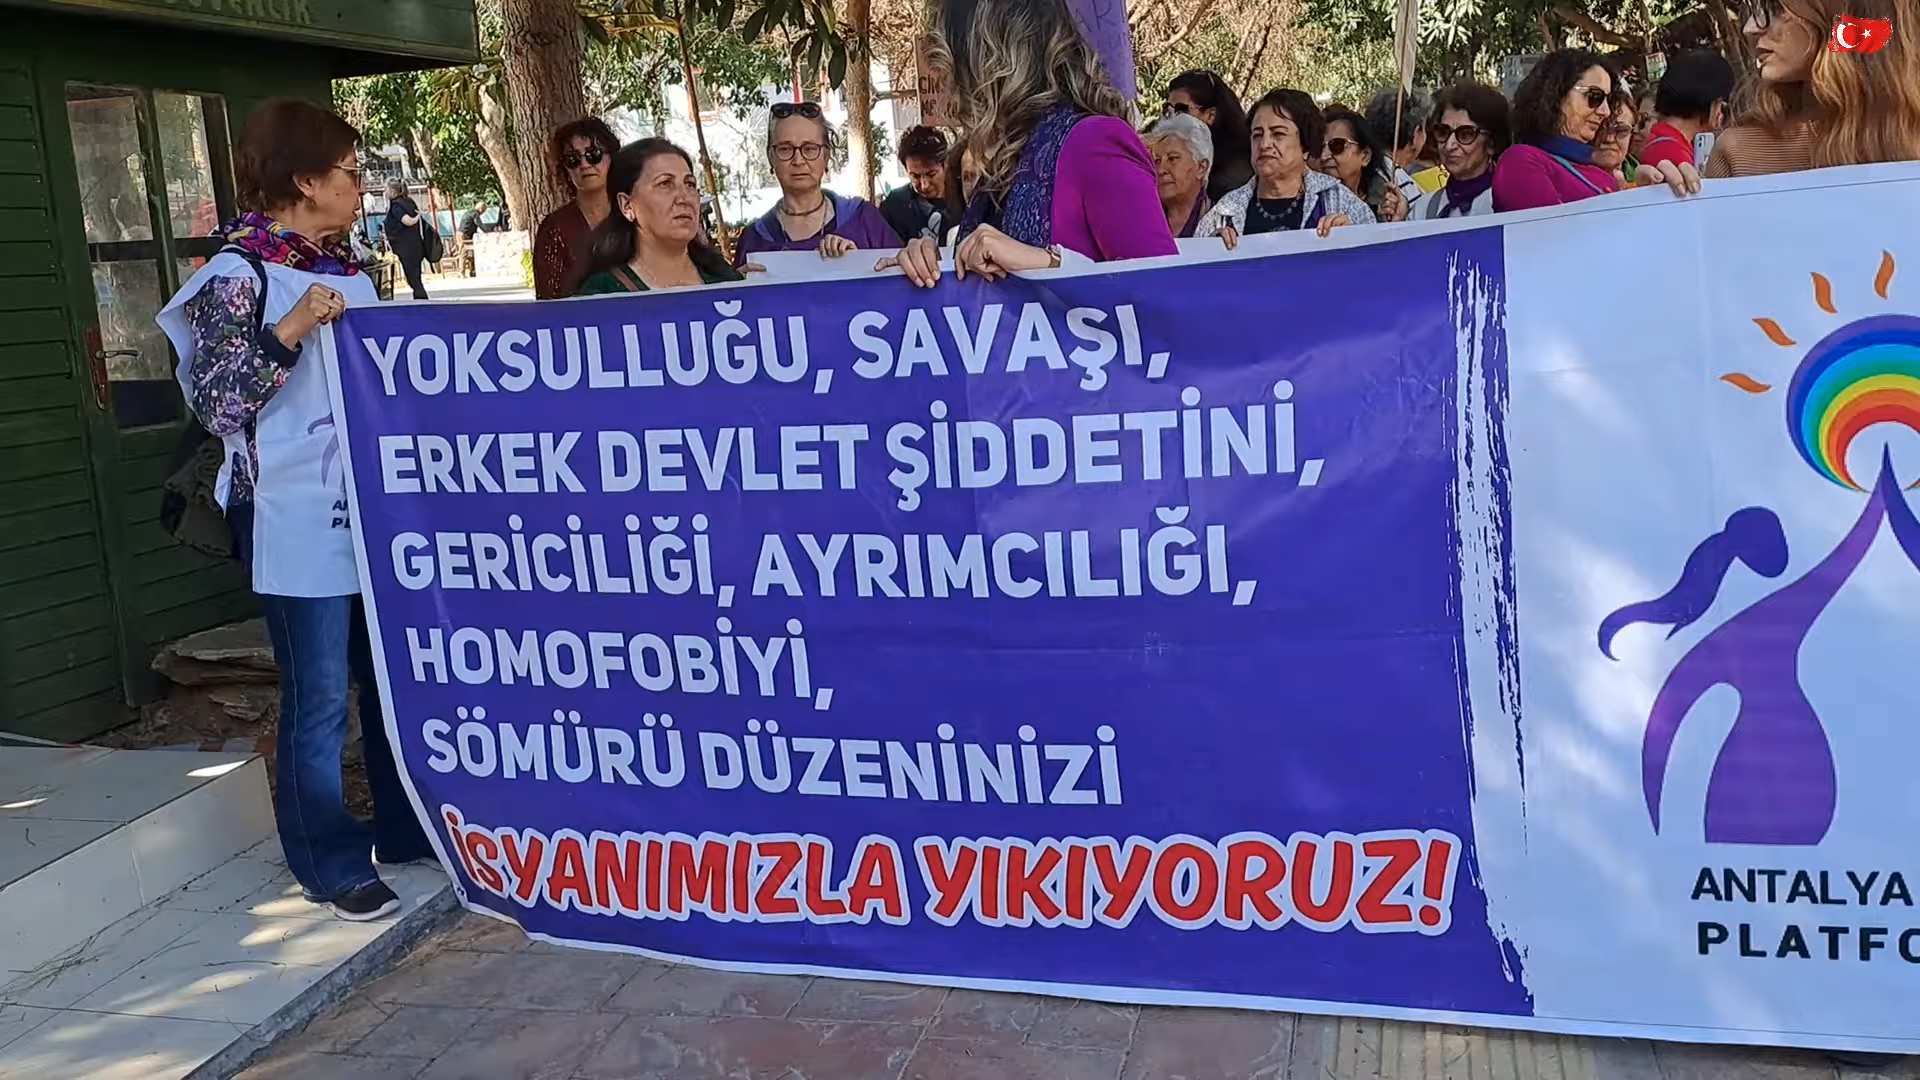 YOKSULLUĞU, SAVAŞI,
ERKEK DEVLET ŞİDDETİNİ,
GERİCİLİĞİ, AYRIMCILIĞI,
HOMOFOBİYİ,
SÖMÜRÜ DÜZENİNİZİ
İSYANIMIZLA YIKIYORUZ!
ANTALYA
PLATFO